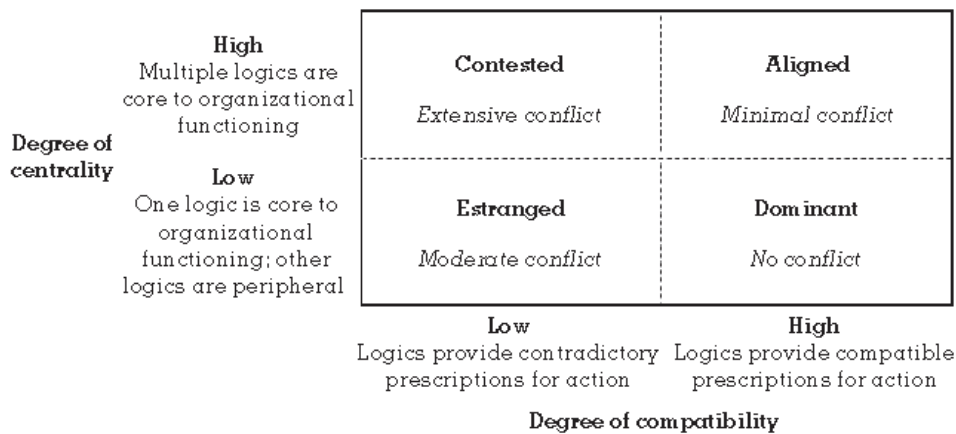 High
Multiple logics are
core to organizational
functioning
Degree of
centrality
Low
One logic is core to
organizational
functioning; other
logics are peripheral
Contested
Extensive conflict
Aligned
Minimal conflict
Estranged
Moderate conflict
Dominant
No conflict
Low
Logics provide contradictory
prescriptions for action
High
Logics provide compatible
prescriptions for action
Degree of compatibility